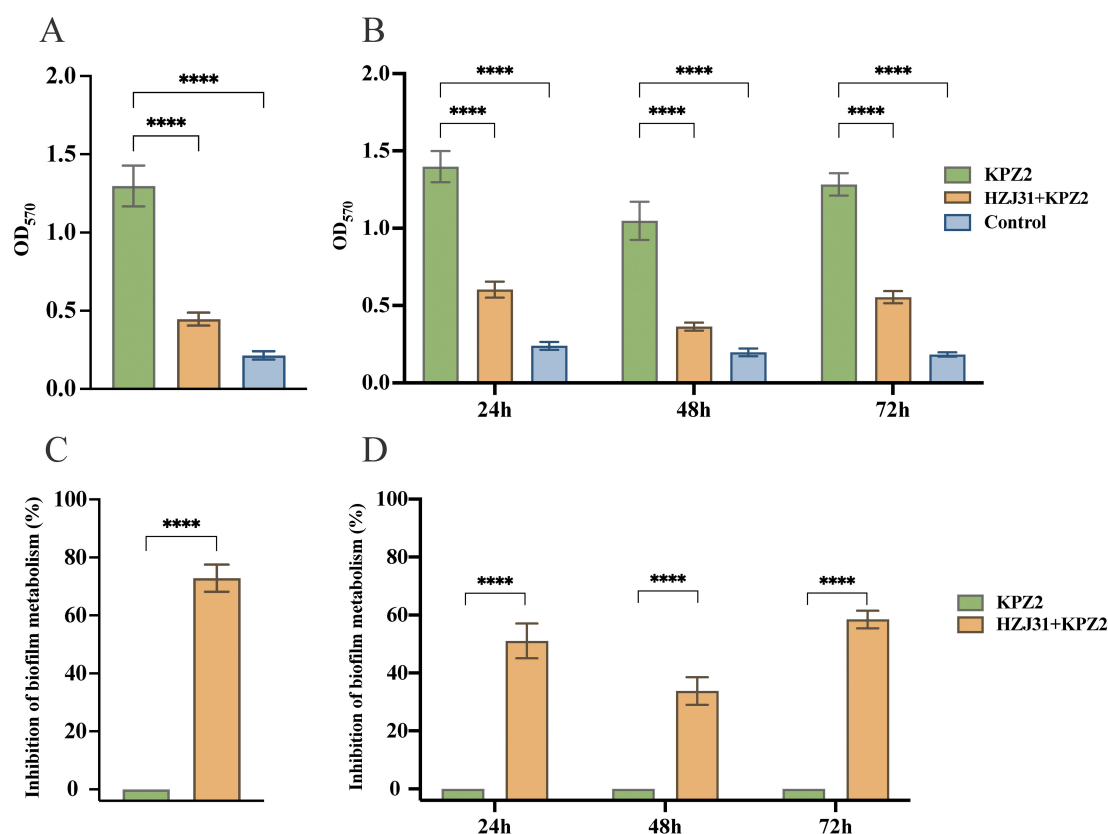 A
B
2.0
1.5
1.0
0.5
0.0
OD570
****
****
2.0
1.5
1.0
0.5
0.0
OD570
****
****
****
****
****
****
24h
48h
72h
KPZ2
HZJ31+KPZ2
Control
C
D
100
80
60
40
20
0
Inhibition of biofilm metabolism (%)
****
100
80
60
40
20
0
Inhibition of biofilm metabolism (%)
****
****
****
24h
48h
72h
KPZ2
HZJ31+KPZ2